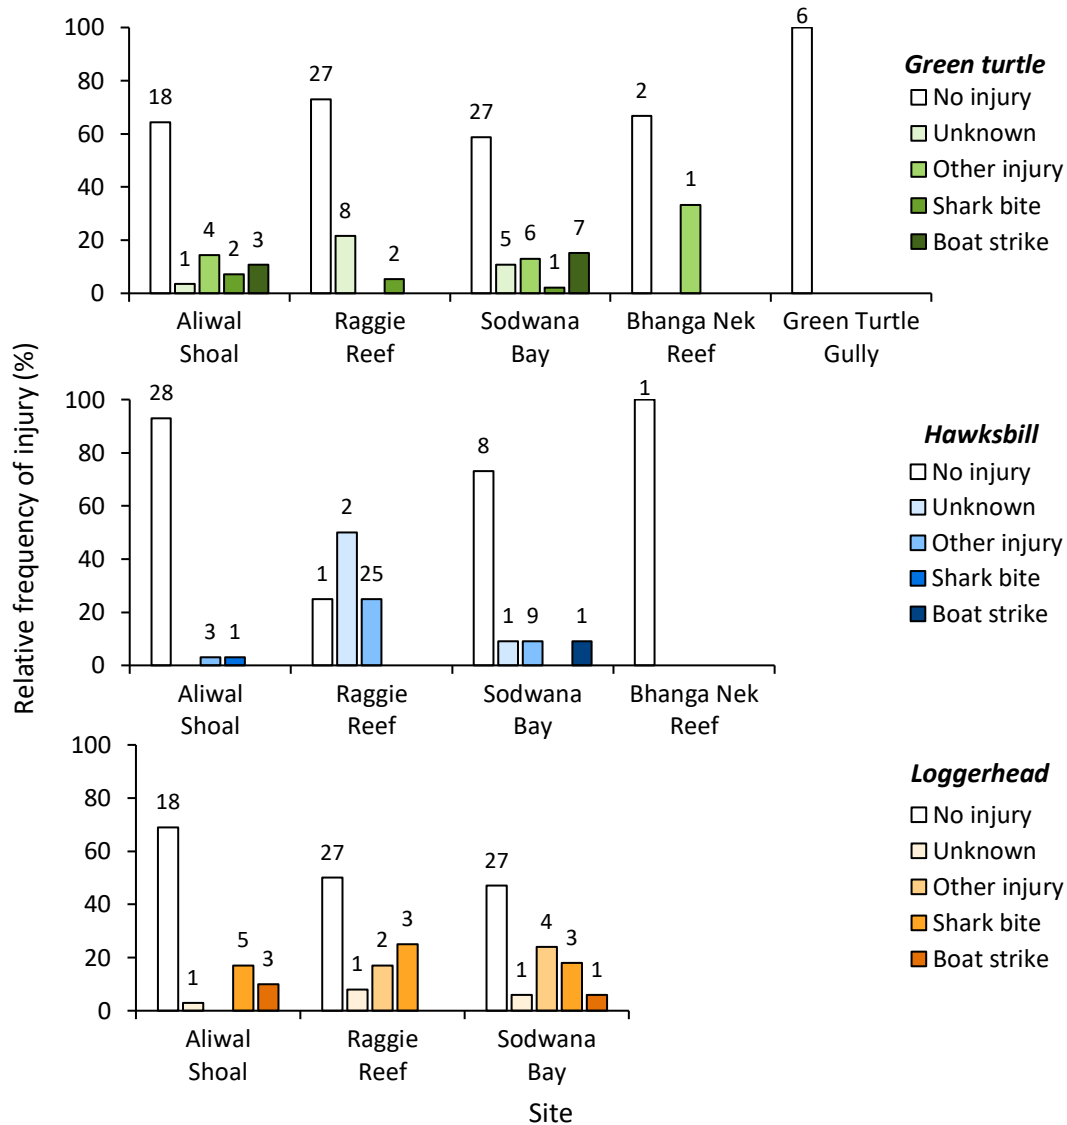 Relative frequency of injury (%)
100
80
60
40
20
0
18
1
4
2
3
27
8
2
27
5
6
1
7
2
1
6
Aliwal
Shoal
Raggie
Reef
Sodwana
Bay
Bhanga Nek
Reef
Green Turtle
Gully
Green turtle
No injury
Unknown
Other injury
Shark bite
Boat strike
100
80
60
40
20
0
28
3
1
1
2
25
8
1
9
1
1
Aliwal
Shoal
Raggie
Reef
Sodwana
Bay
Bhanga Nek
Reef
Hawksbill
No injury
Unknown
Other injury
Shark bite
Boat strike
100
80
60
40
20
0
18
1
5
3
27
1
2
3
27
1
4
3
1
Aliwal
Shoal
Raggie
Reef
Sodwana
Bay
Loggerhead
No injury
Unknown
Other injury
Shark bite
Boat strike
Site